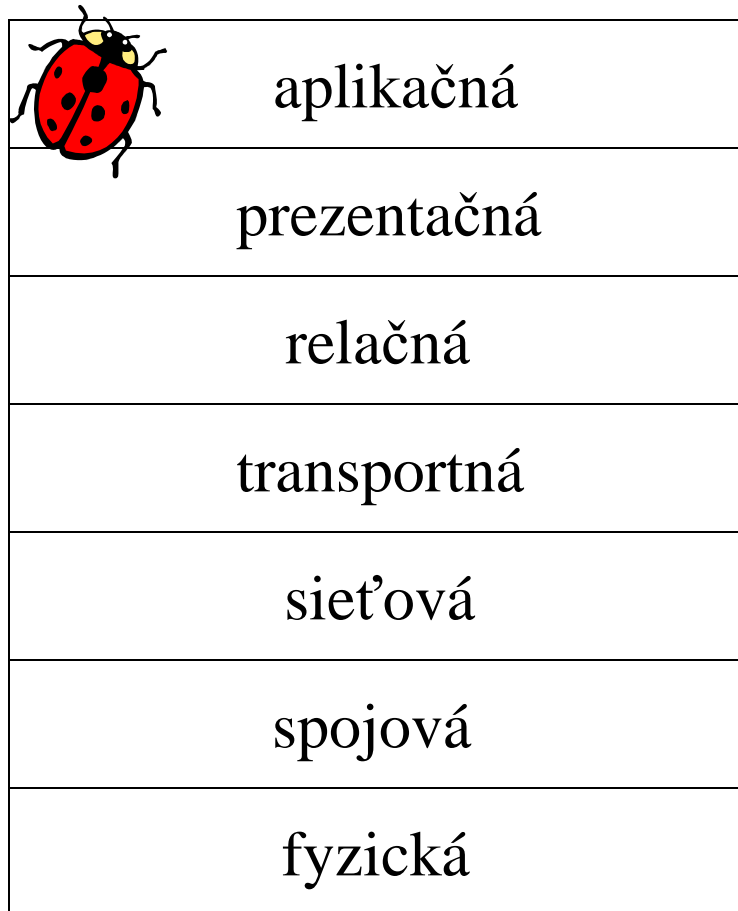 aplikačná
prezentačná
relačná
transportná
sieťová
spojová
fyzická